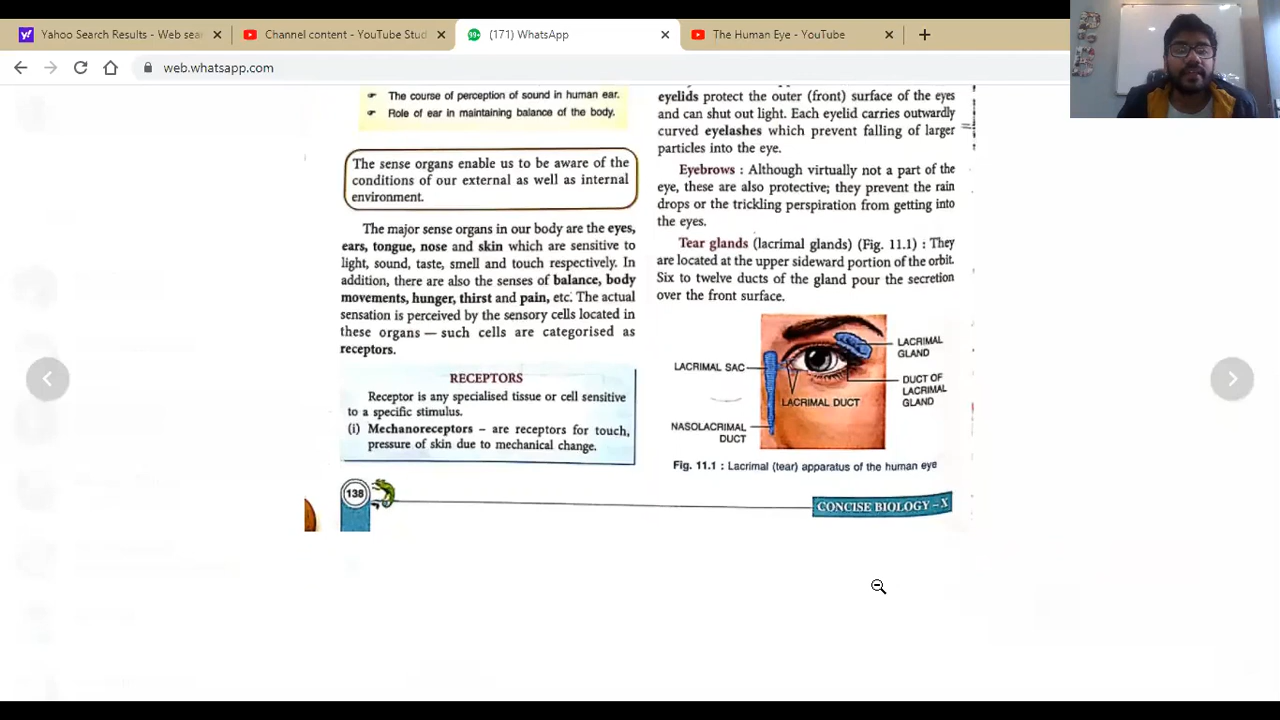 Yahoo Search Results - Web sea
Channel content - YouTube Stud
99+
(171) WhatsApp
The Human Eye - YouTube
web.whatsapp.com
The course of perception of sound in human ear.
Role of ear in maintaining balance of the body.
The sense organs enable us to be aware of the
conditions of our external as well as internal
environment.
The major sense organs in our body are the eyes,
ears, tongue, nose and skin which are sensitive to
light, sound, taste, smell and touch respectively. In
addition, there are also the senses of balance, body
movements, hunger, thirst and pain, etc. The actual
sensation is perceived by the sensory cells located in
these organs — such cells are categorised as
receptors.
RECEPTORS
Receptor is any specialised tissue or cell sensitive
to a specific stimulus.
(i) Mechanoreceptors - are receptors for touch,
pressure of skin due to mechanical change.
138
eyelids protect the outer (front) surface of the eyes
and can shut out light. Each eyelid carries outwardly
curved eyelashes which prevent falling of larger
particles into the eye.
Eyebrows : Although virtually not a part of the
eye, these are also protective; they prevent the rain
drops or the trickling perspiration from getting into
the eyes.
Tear glands (lacrimal glands) (Fig. 11.1) : They
are located at the upper sideward portion of the orbit.
Six to twelve ducts of the gland pour the secretion
over the front surface.
LACRIMAL
GLAND
LACRIMAL SAC
DUCT OF
LACRIMAL
GLAND
LACRIMAL DUCT
NASOLACRIMAL
DUCT
Fig. 11.1 : Lacrimal (tear) apparatus of the human eye
CONCISE BIOLOGY –X